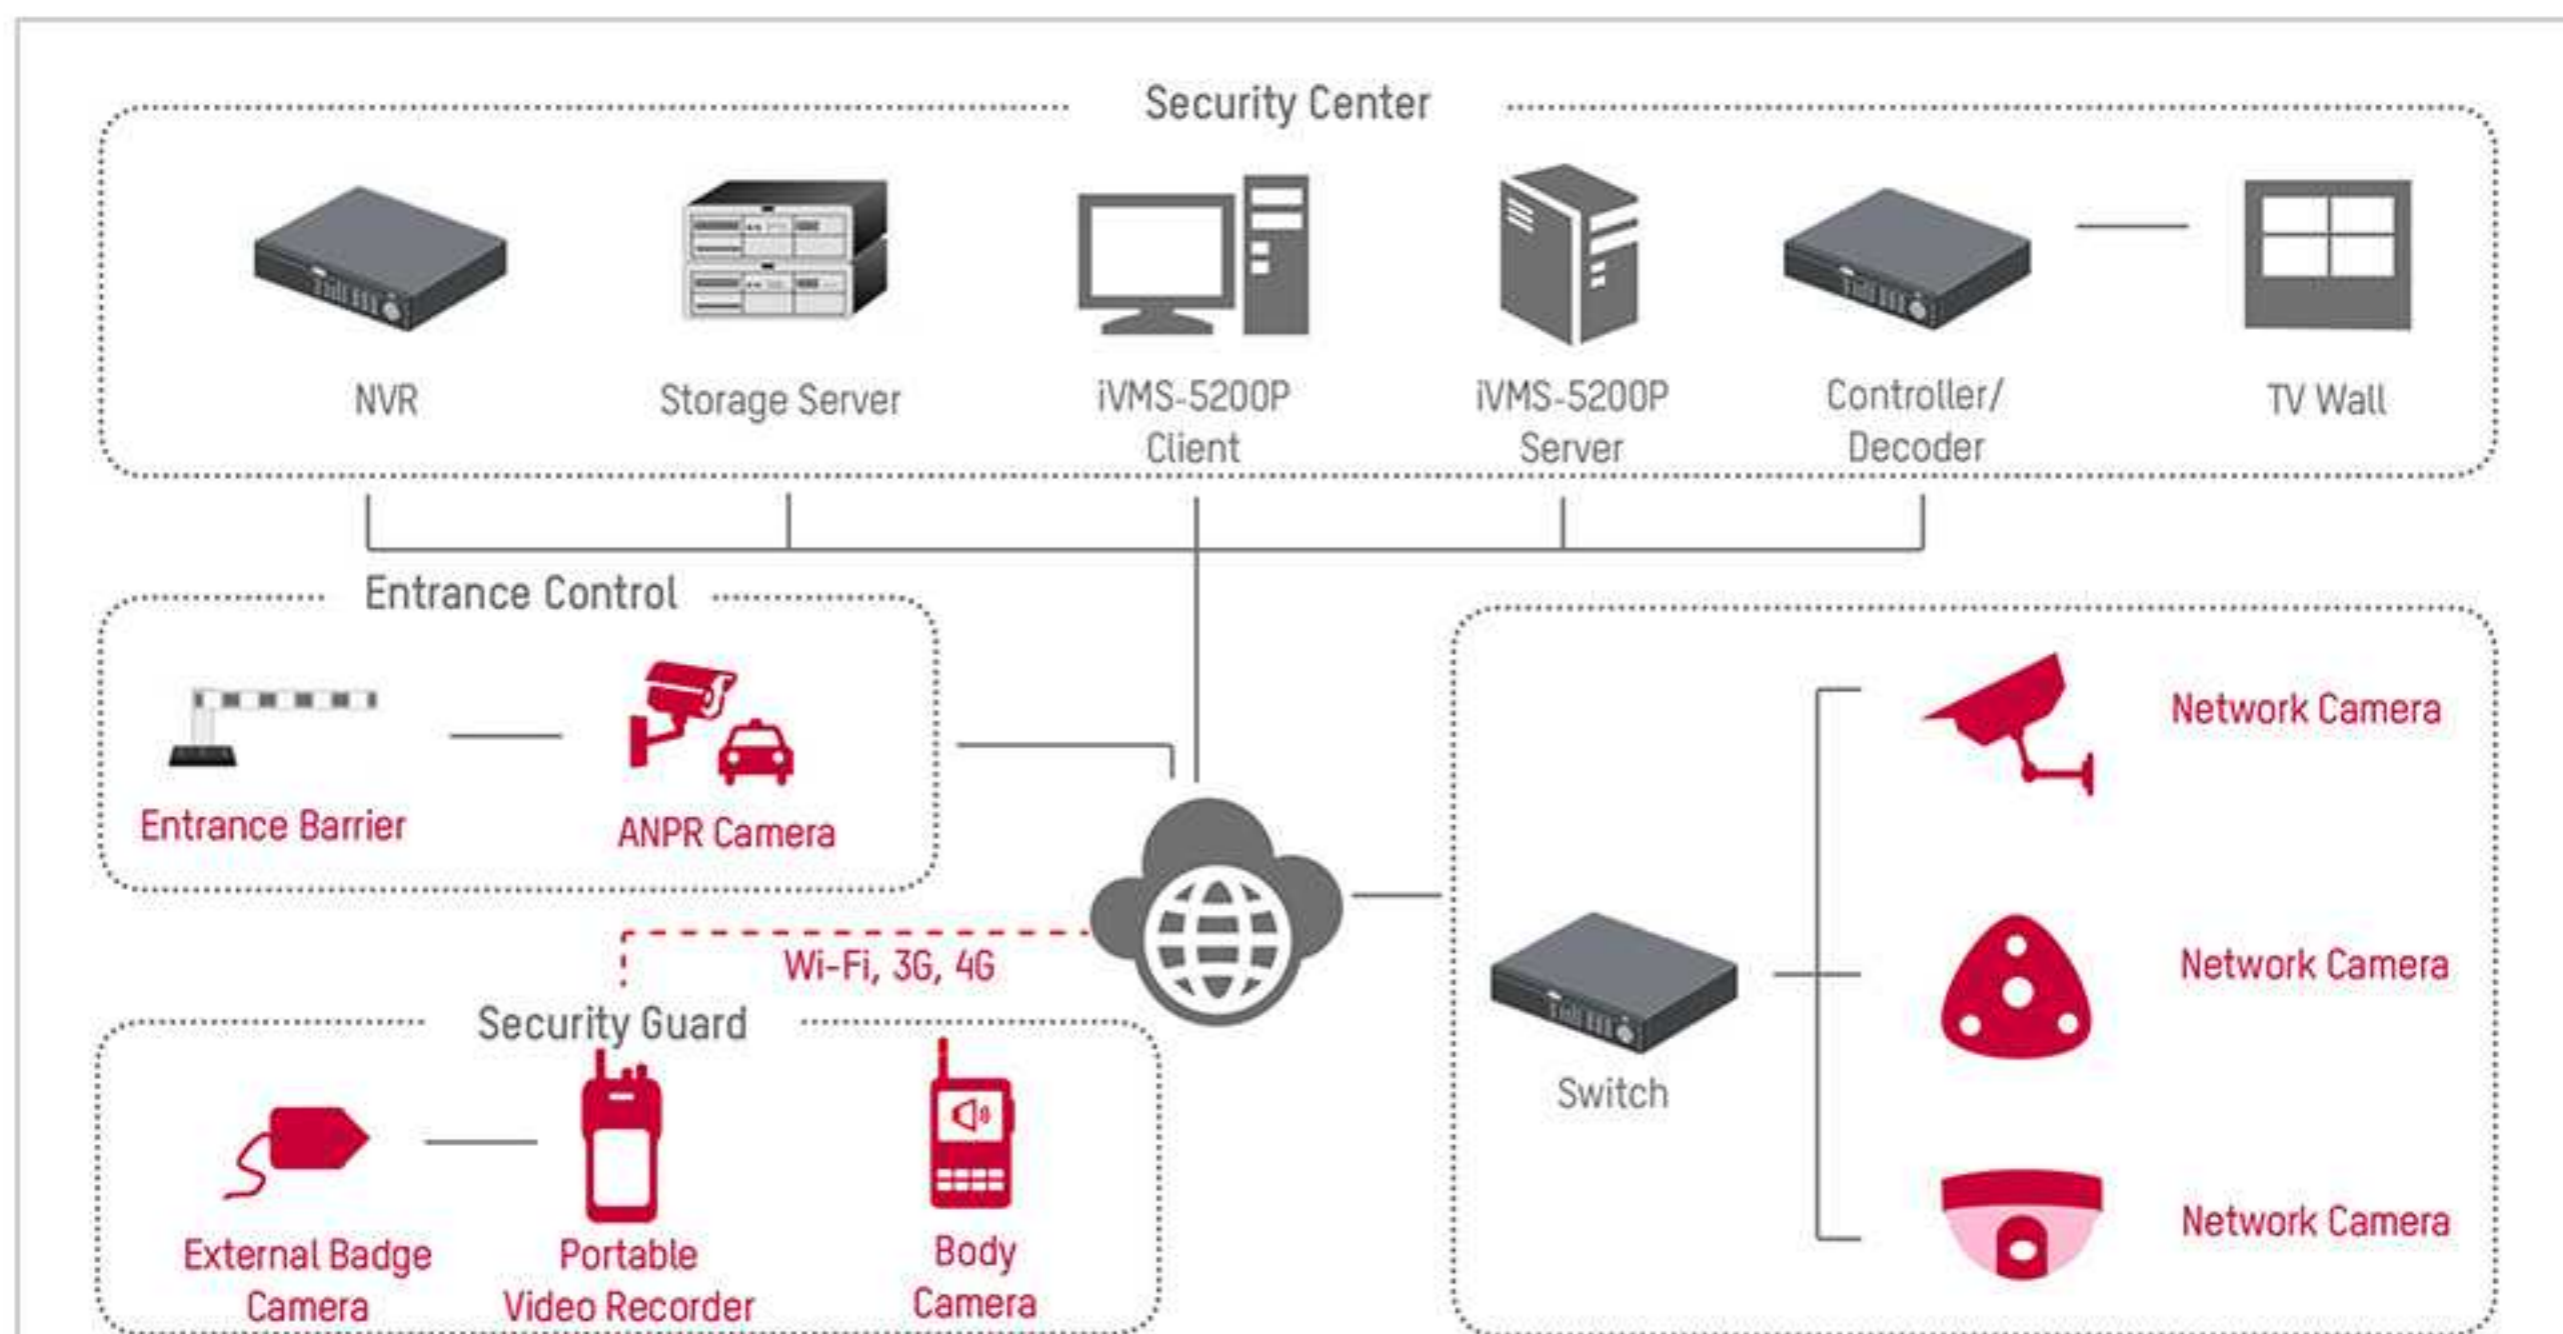 Security Center
NVR
Storage Server
iVMS-5200P
Client
iVMS-5200P
Server
Controller/
Decoder
TV Wall
Entrance Control
Entrance Barrier
ANPR Camera
Wi-Fi, 3G, 4G
Security Guard
External Badge
Camera
Portable
Video Recorder
Body
Camera
Switch
Network Camera
Network Camera
Network Camera